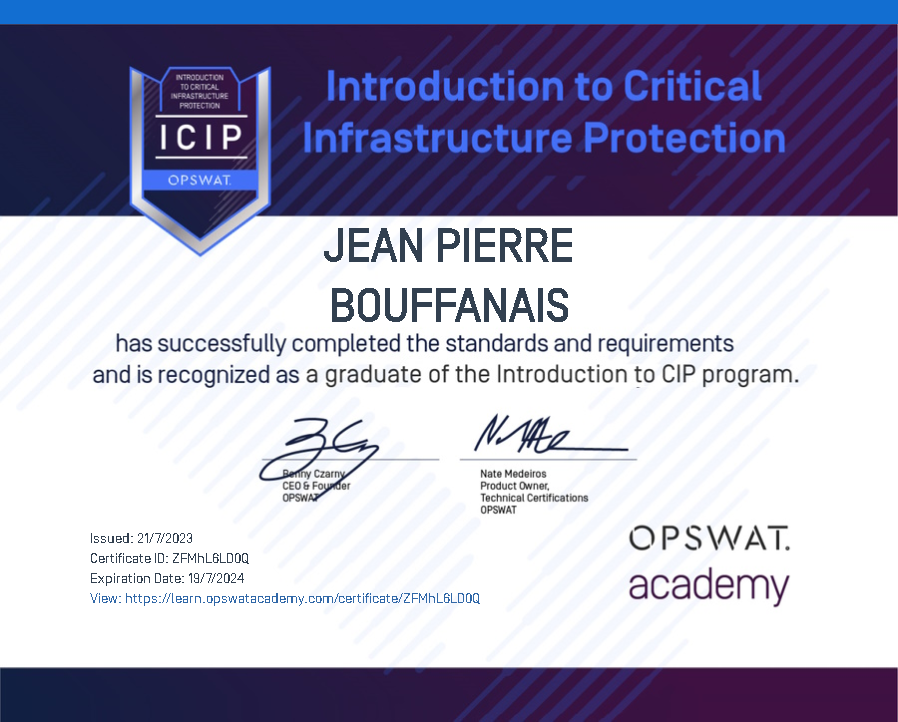 INTRODUCTION
TO CRITICAL
INFRASTRUCTURE
PROTECTION
ICIP
OPSWAT.
Introduction to Critical
Infrastructure Protection
JEAN PIERRE
BOUFFANAIS
has successfully completed the standards and requirements
and is recognized as a graduate of the Introduction to CIP program.
Benny Czarny
CEO & Founder
OPSWAT
Nate Medeiros
Product Owner,
Technical Certifications
OPSWAT
Issued: 21/7/2023
Certificate ID: ZFMhL6LD0Q
Expiration Date: 19/7/2024
View: https://learn.opswatacademy.com/certificate/ZFMhL6LD0Q
OPSWAT.
academy